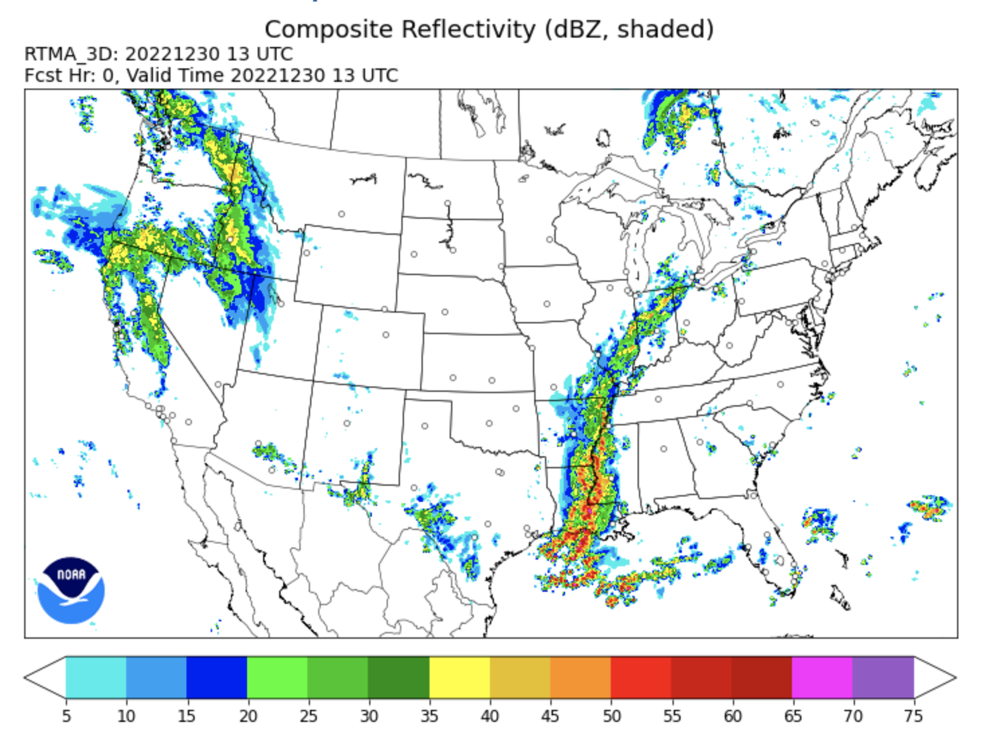 Composite Reflectivity (dBZ, shaded)
RTMA_3D: 20221230 13 UTC
Fcst Hr: 0, Valid Time 20221230 13 UTC
NOAA
5 10 15 20 25 30 35 40 45 50 55 60 65 70 75